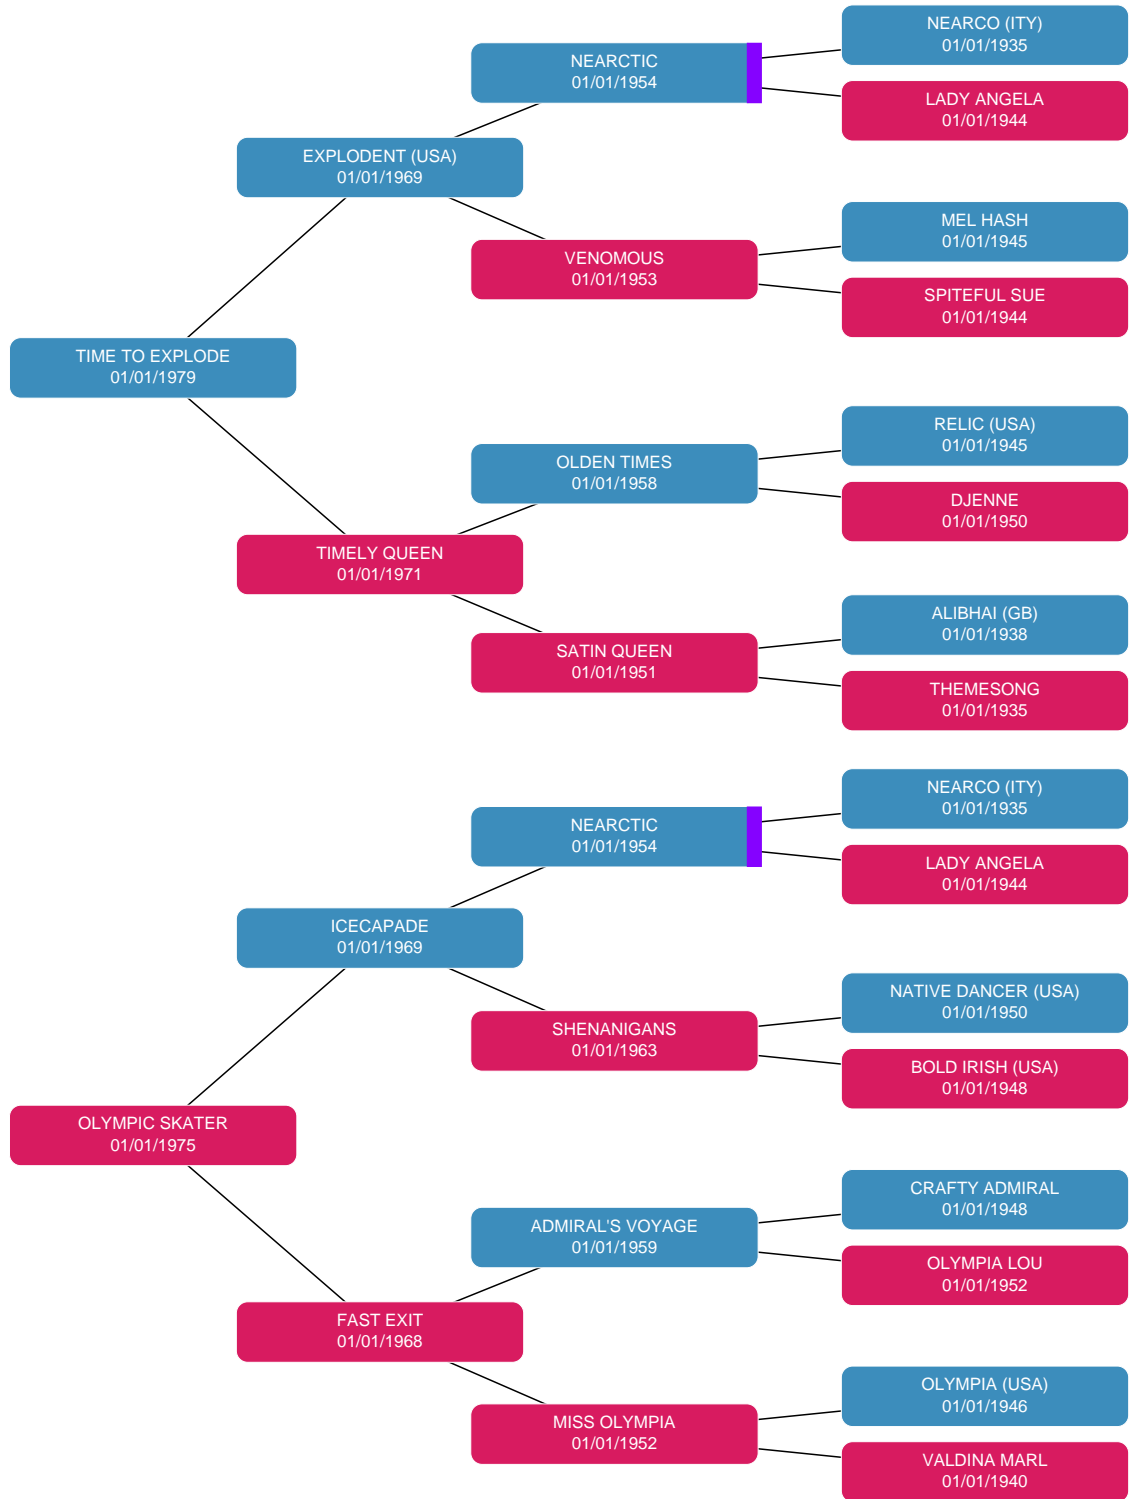 NEARCO (ITY)
01/01/1935
NEARCTIC
01/01/1954
LADY ANGELA
01/01/1944
EXPLODENT (USA)
01/01/1969
MEL HASH
01/01/1945
VENOMOUS
01/01/1953
SPITEFUL SUE
01/01/1944
TIME TO EXPLODE
01/01/1979
RELIC (USA)
01/01/1945
OLDEN TIMES
01/01/1958
DJENNE
01/01/1950
TIMELY QUEEN
01/01/1971
ALIBHAI (GB)
01/01/1938
SATIN QUEEN
01/01/1951
THEMESONG
01/01/1935
NEARCO (ITY)
01/01/1935
NEARCTIC
01/01/1954
LADY ANGELA
01/01/1944
ICECAPADE
01/01/1969
NATIVE DANCER (USA)
01/01/1950
SHENANIGANS
01/01/1963
BOLD IRISH (USA)
01/01/1948
OLYMPIC SKATER
01/01/1975
CRAFTY ADMIRAL
01/01/1948
ADMIRAL'S VOYAGE
01/01/1959
OLYMPIA LOU
01/01/1952
FAST EXIT
01/01/1968
OLYMPIA (USA)
01/01/1946
MISS OLYMPIA
01/01/1952
VALDINA MARL
01/01/1940